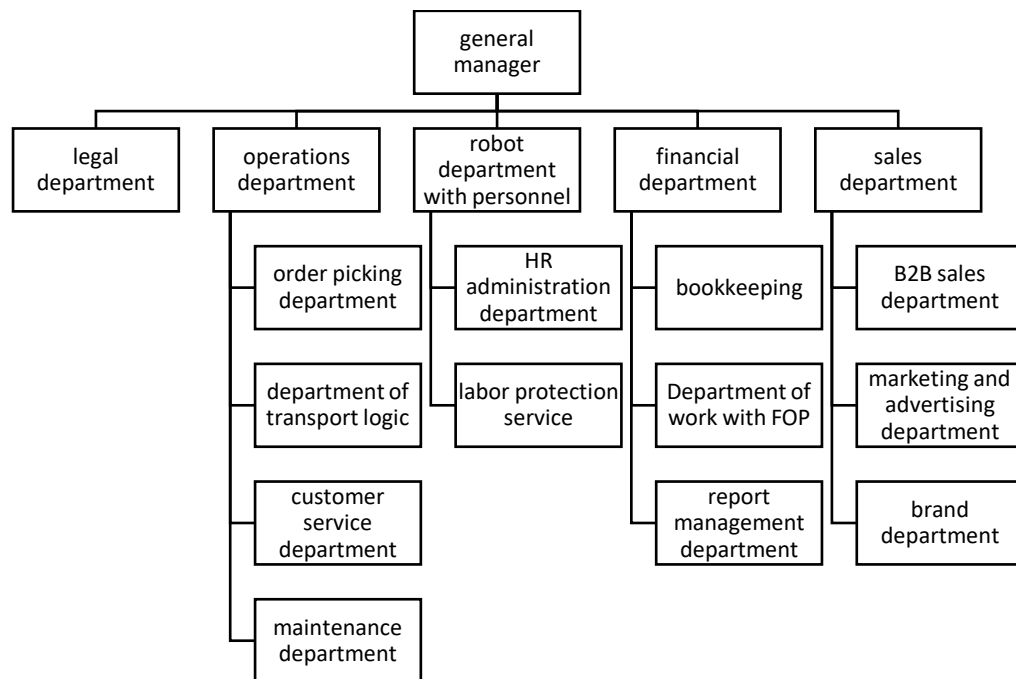 general
manager
legal
department
operations
department
robot
department
with personnel
financial
department
sales
department
order picking
department
department of
transport logic
customer
service
department
maintenance
department
HR
administration
department
labor protection
service
bookkeeping
Department of
work with FOP
report
management
department
B2B sales
department
marketing and
advertising
department
brand
department